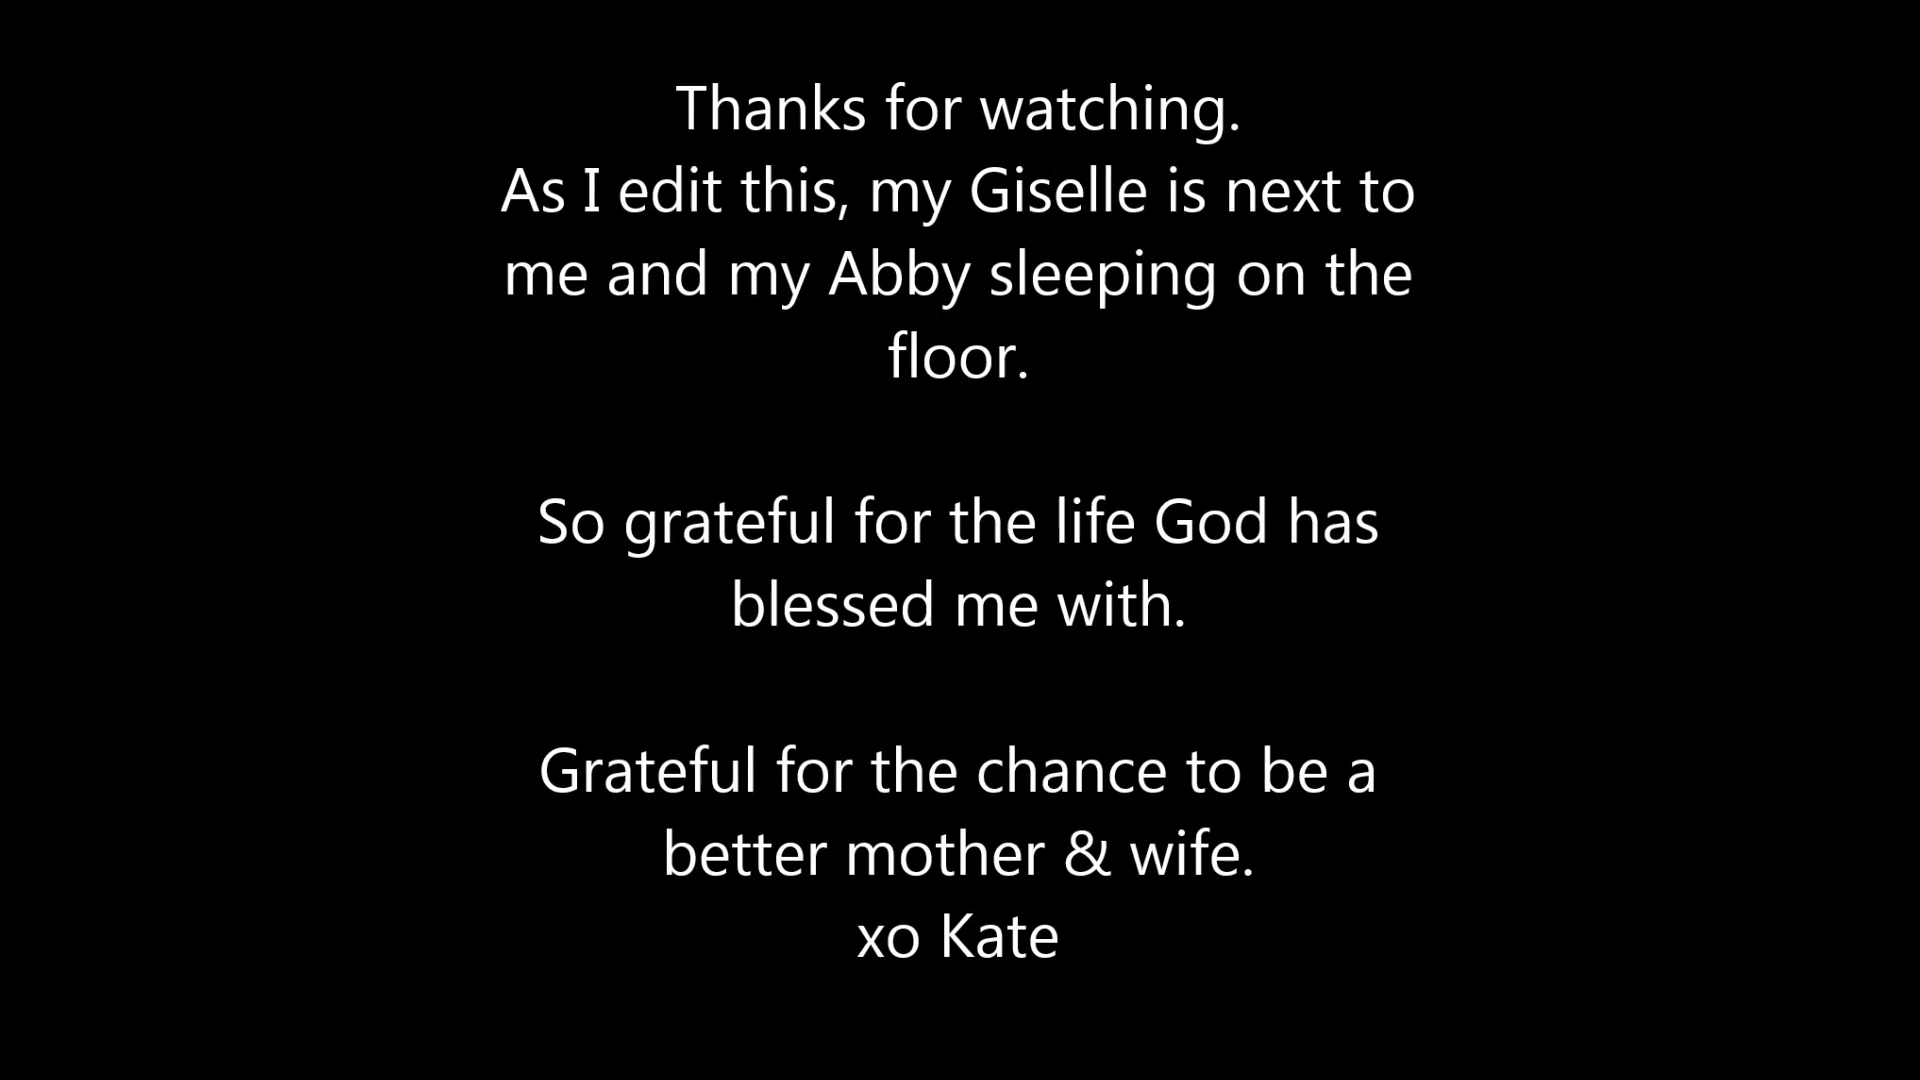 Thanks for watching.
As I edit this, my Giselle is next to
me and my Abby sleeping on the
floor.
So grateful for the life God has
blessed me with.
Grateful for the chance to be a
better mother & wife.
xo Kate